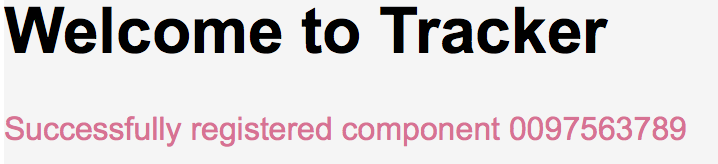 Welcome to Tracker
Successfully registered component 0097563789